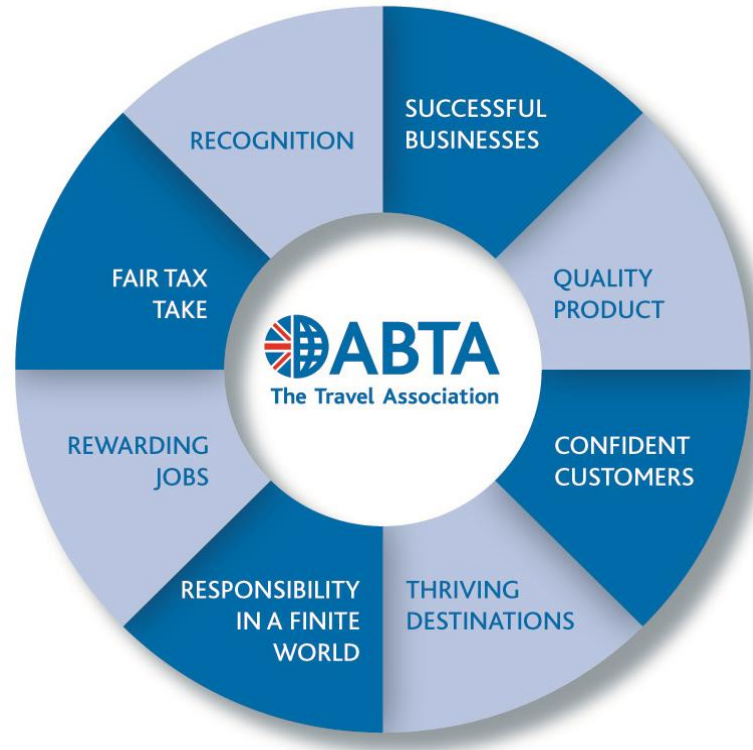 SUCCESSFUL
BUSINESSES
QUALITY
PRODUCT
CONFIDENT
CUSTOMERS
THRIVING
DESTINATIONS
RESPONSIBILITY
IN A FINITE
WORLD
REWARDING
JOBS
FAIR TAX
TAKE
RECOGNITION
ABTA
The Travel Association